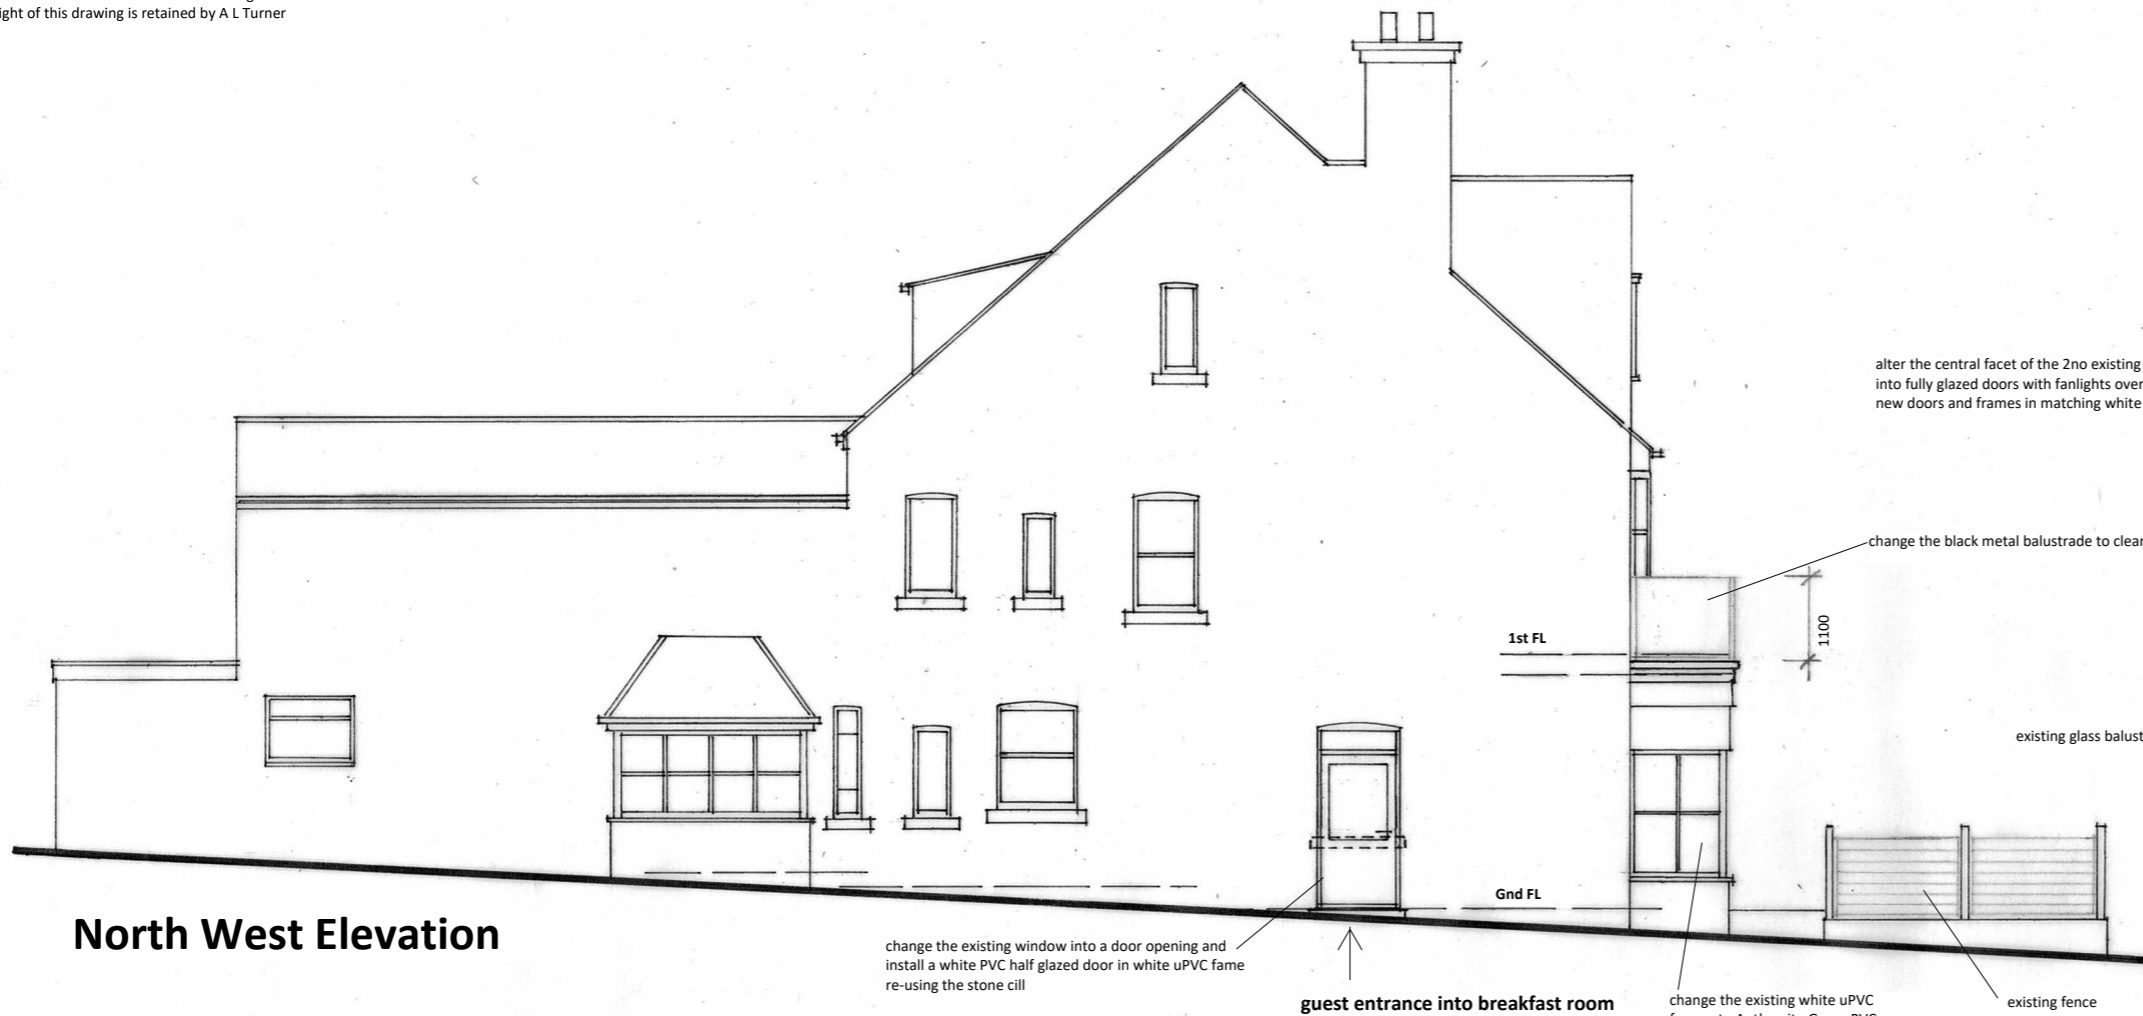 ight of this drawing is retained by A L Turner
alter the central facet of the 2no existing
into fully glazed doors with fanlights over
new doors and frames in matching white
change the black metal balustrade to clear
1100
1st FL
existing glass balust
Gnd FL
North West Elevation
change the existing window into a door opening and
install a white PVC half glazed door in white uPVC fame
re-using the stone cill
guest entrance into breakfast room
change the existing white uPVC
existing fence